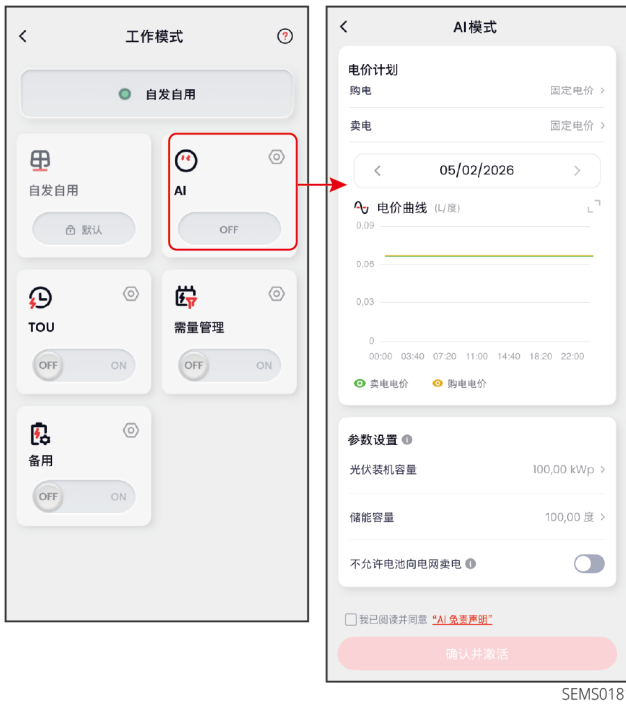 工作模式
自发自用
自发自用
默认
AI
OFF
TOU
OFF ON
需量管理
OFF ON
备用
OFF ON
AI模式
电价计划
购电 固定电价
卖电 固定电价
05/02/2026
电价曲线 (L/度)
0,09
0,06
0,03
0
00:00 03:40 07:20 11:00 14:40 18:20 22:00
卖电电价 购电电价
参数设置
光伏装机容量 100,00 kWp
储能容量 100,00 度
不允许电池向电网卖电
我已阅读并同意 “AI 免责声明”
确认并激活
SEMS018